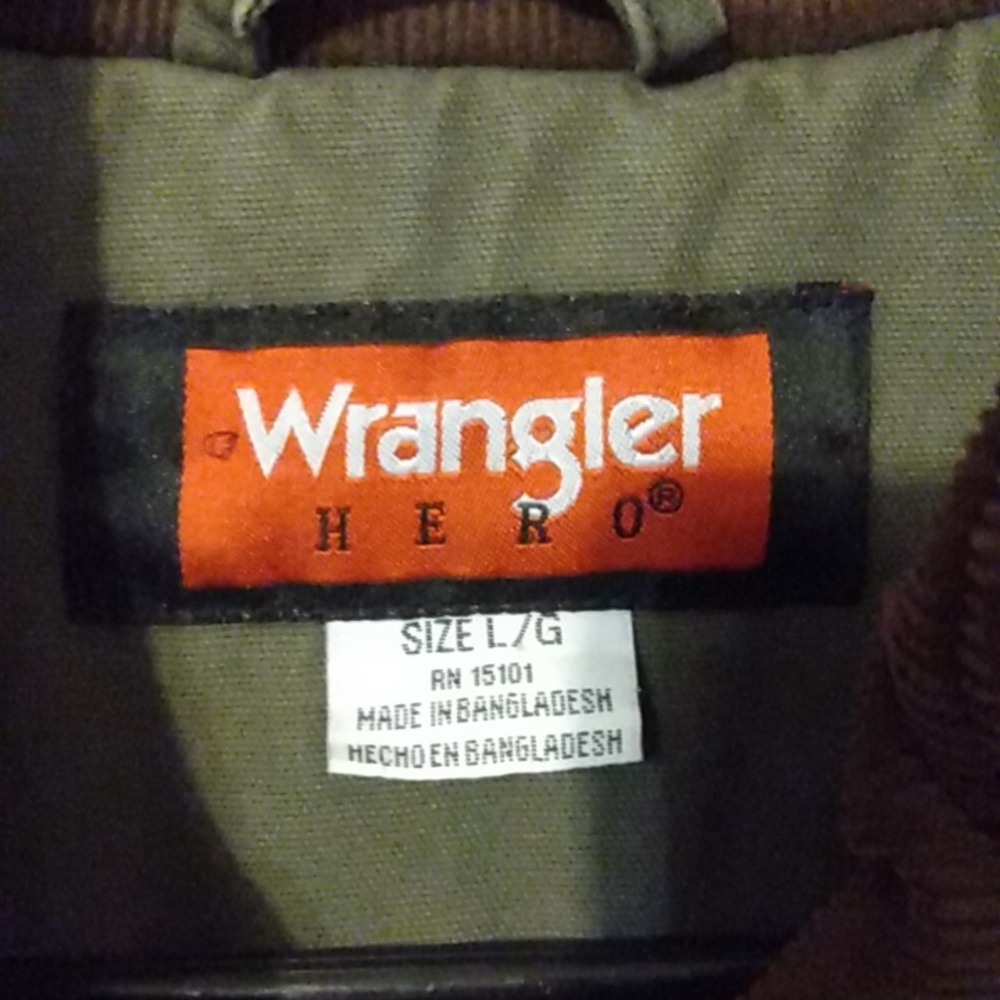 Wrangler
HERO®
SIZE L/G
RN 15101
MADE IN BANGLADESH
HECHO EN BANGLADESH